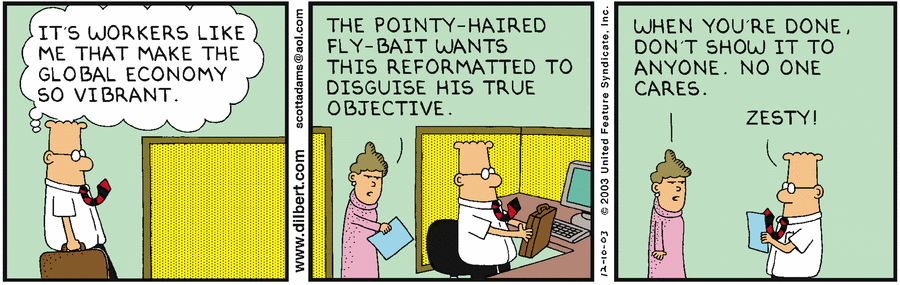 IT'S WORKERS LIKE
ME THAT MAKE THE
GLOBAL ECONOMY
SO VIBRANT.
www.dilbert.com
scottadams@aol.com
THE POINTY-HAIRED
FLY-BAIT WANTS
THIS REFORMATTED TO
DISGUISE HIS TRUE
OBJECTIVE.
12-10-03 © 2003 United Feature Syndicate, Inc.
WHEN YOU'RE DONE,
DON'T SHOW IT TO
ANYONE. NO ONE
CARES.
ZESTY!